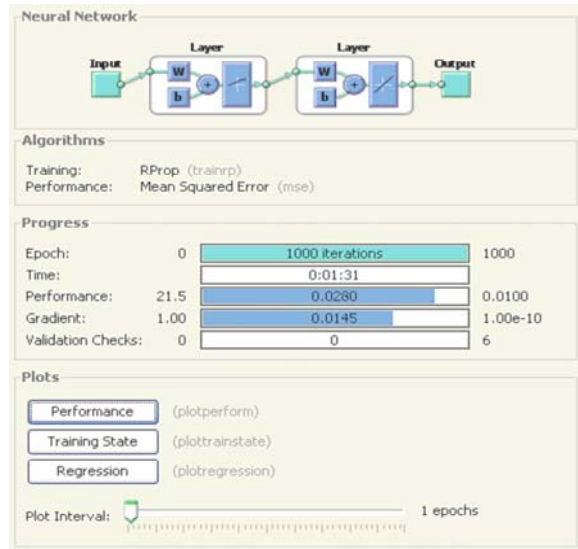 Neural Network
Layer Layer
Input Output
W W
b b
Algorithms
Training: RProp (trainrp)
Performance: Mean Squared Error (mse)
Progress
Epoch: 0 1000 iterations 1000
Time: 0:01:31
Performance: 21.5 0.0280 0.0100
Gradient: 1.00 0.0145 1.00e-10
Validation Checks: 0 0 6
Plots
Performance (plotperform)
Training State (plottrainstate)
Regression (plotregression)
Plot Interval: 1 epochs